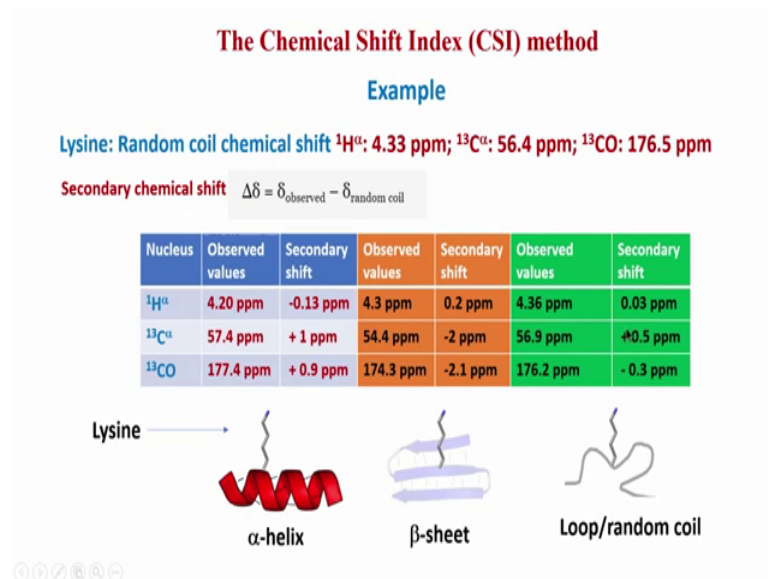 The Chemical Shift Index (CSI) method
Example
Lysine: Random coil chemical shift ¹Hᵅ: 4.33 ppm; ¹³Cᵅ: 56.4 ppm; ¹³CO: 176.5 ppm
Secondary chemical shift Δδ = δobserved − δrandom coil
Nucleus Observed values Secondary shift Observed values Secondary shift Observed values Secondary shift
¹Hᵅ 4.20 ppm -0.13 ppm 4.3 ppm 0.2 ppm 4.36 ppm 0.03 ppm
¹³Cᵅ 57.4 ppm + 1 ppm 54.4 ppm -2 ppm 56.9 ppm +0.5 ppm
¹³CO 177.4 ppm + 0.9 ppm 174.3 ppm -2.1 ppm 176.2 ppm - 0.3 ppm
Lysine
α-helix β-sheet Loop/random coil